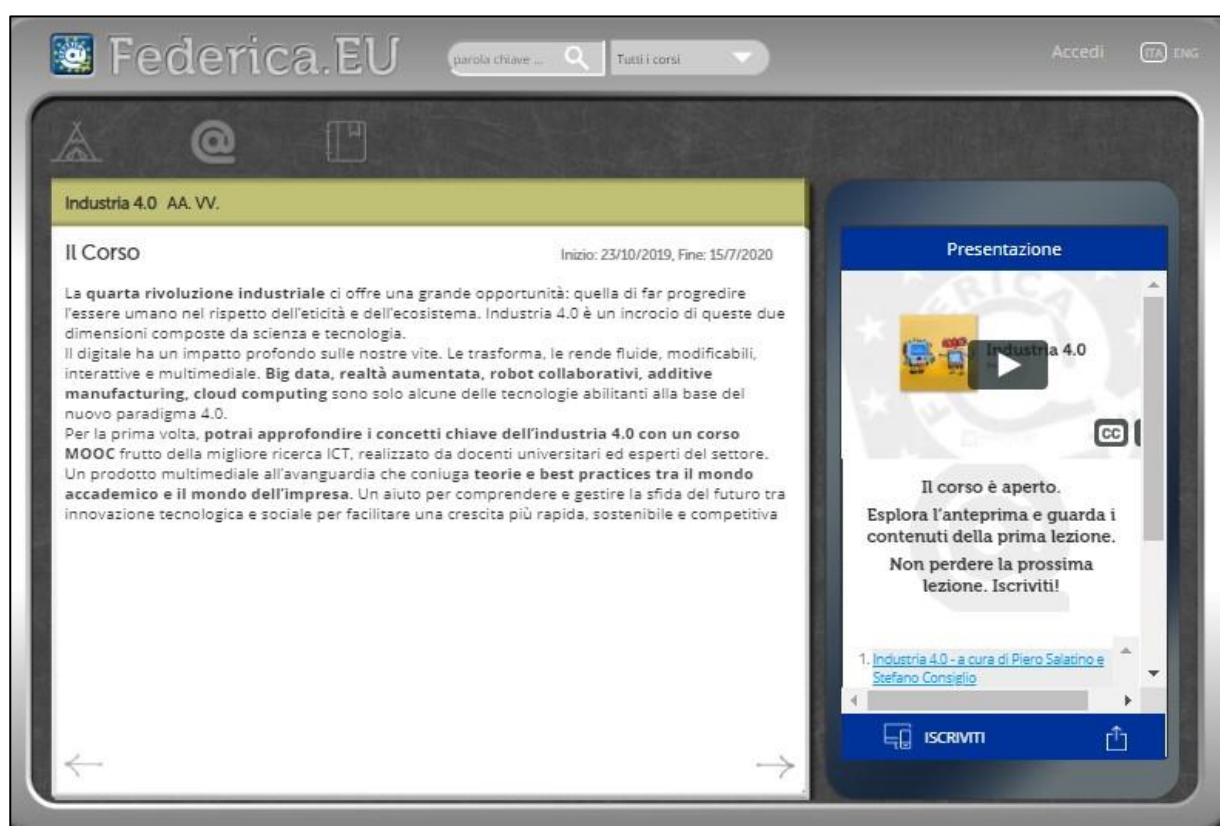 Federica.EU
parola chiave ...
Tutti i corsi
Accedi
ITA ENG
Industria 4.0 AA. VV.
Il Corso
Inizio: 23/10/2019, Fine: 15/7/2020
La quarta rivoluzione industriale ci offre una grande opportunità: quella di far progredire
l'essere umano nel rispetto dell'eticità e dell'ecosistema. Industria 4.0 è un incrocio di queste due
dimensioni composte da scienza e tecnologia.
Il digitale ha un impatto profondo sulle nostre vite. Le trasforma, le rende fluide, modificabili,
interattive e multimediale. Big data, realtà aumentata, robot collaborativi, additive
manufacturing, cloud computing sono solo alcune delle tecnologie abilitanti alla base del
nuovo paradigma 4.0.
Per la prima volta, potrai approfondire i concetti chiave dell'industria 4.0 con un corso
MOOC frutto della migliore ricerca ICT, realizzato da docenti universitari ed esperti del settore.
Un prodotto multimediale all'avanguardia che coniuga teorie e best practices tra il mondo
accademico e il mondo dell'impresa. Un aiuto per comprendere e gestire la sfida del futuro tra
innovazione tecnologica e sociale per facilitare una crescita più rapida, sostenibile e competitiva
Presentazione
Industria 4.0
CC
Il corso è aperto.
Esplora l'anteprima e guarda i
contenuti della prima lezione.
Non perdere la prossima
lezione. Iscriviti!
1. Industria 4.0 - a cura di Piero Salatino e
Stefano Consiglio
ISCRIVITI